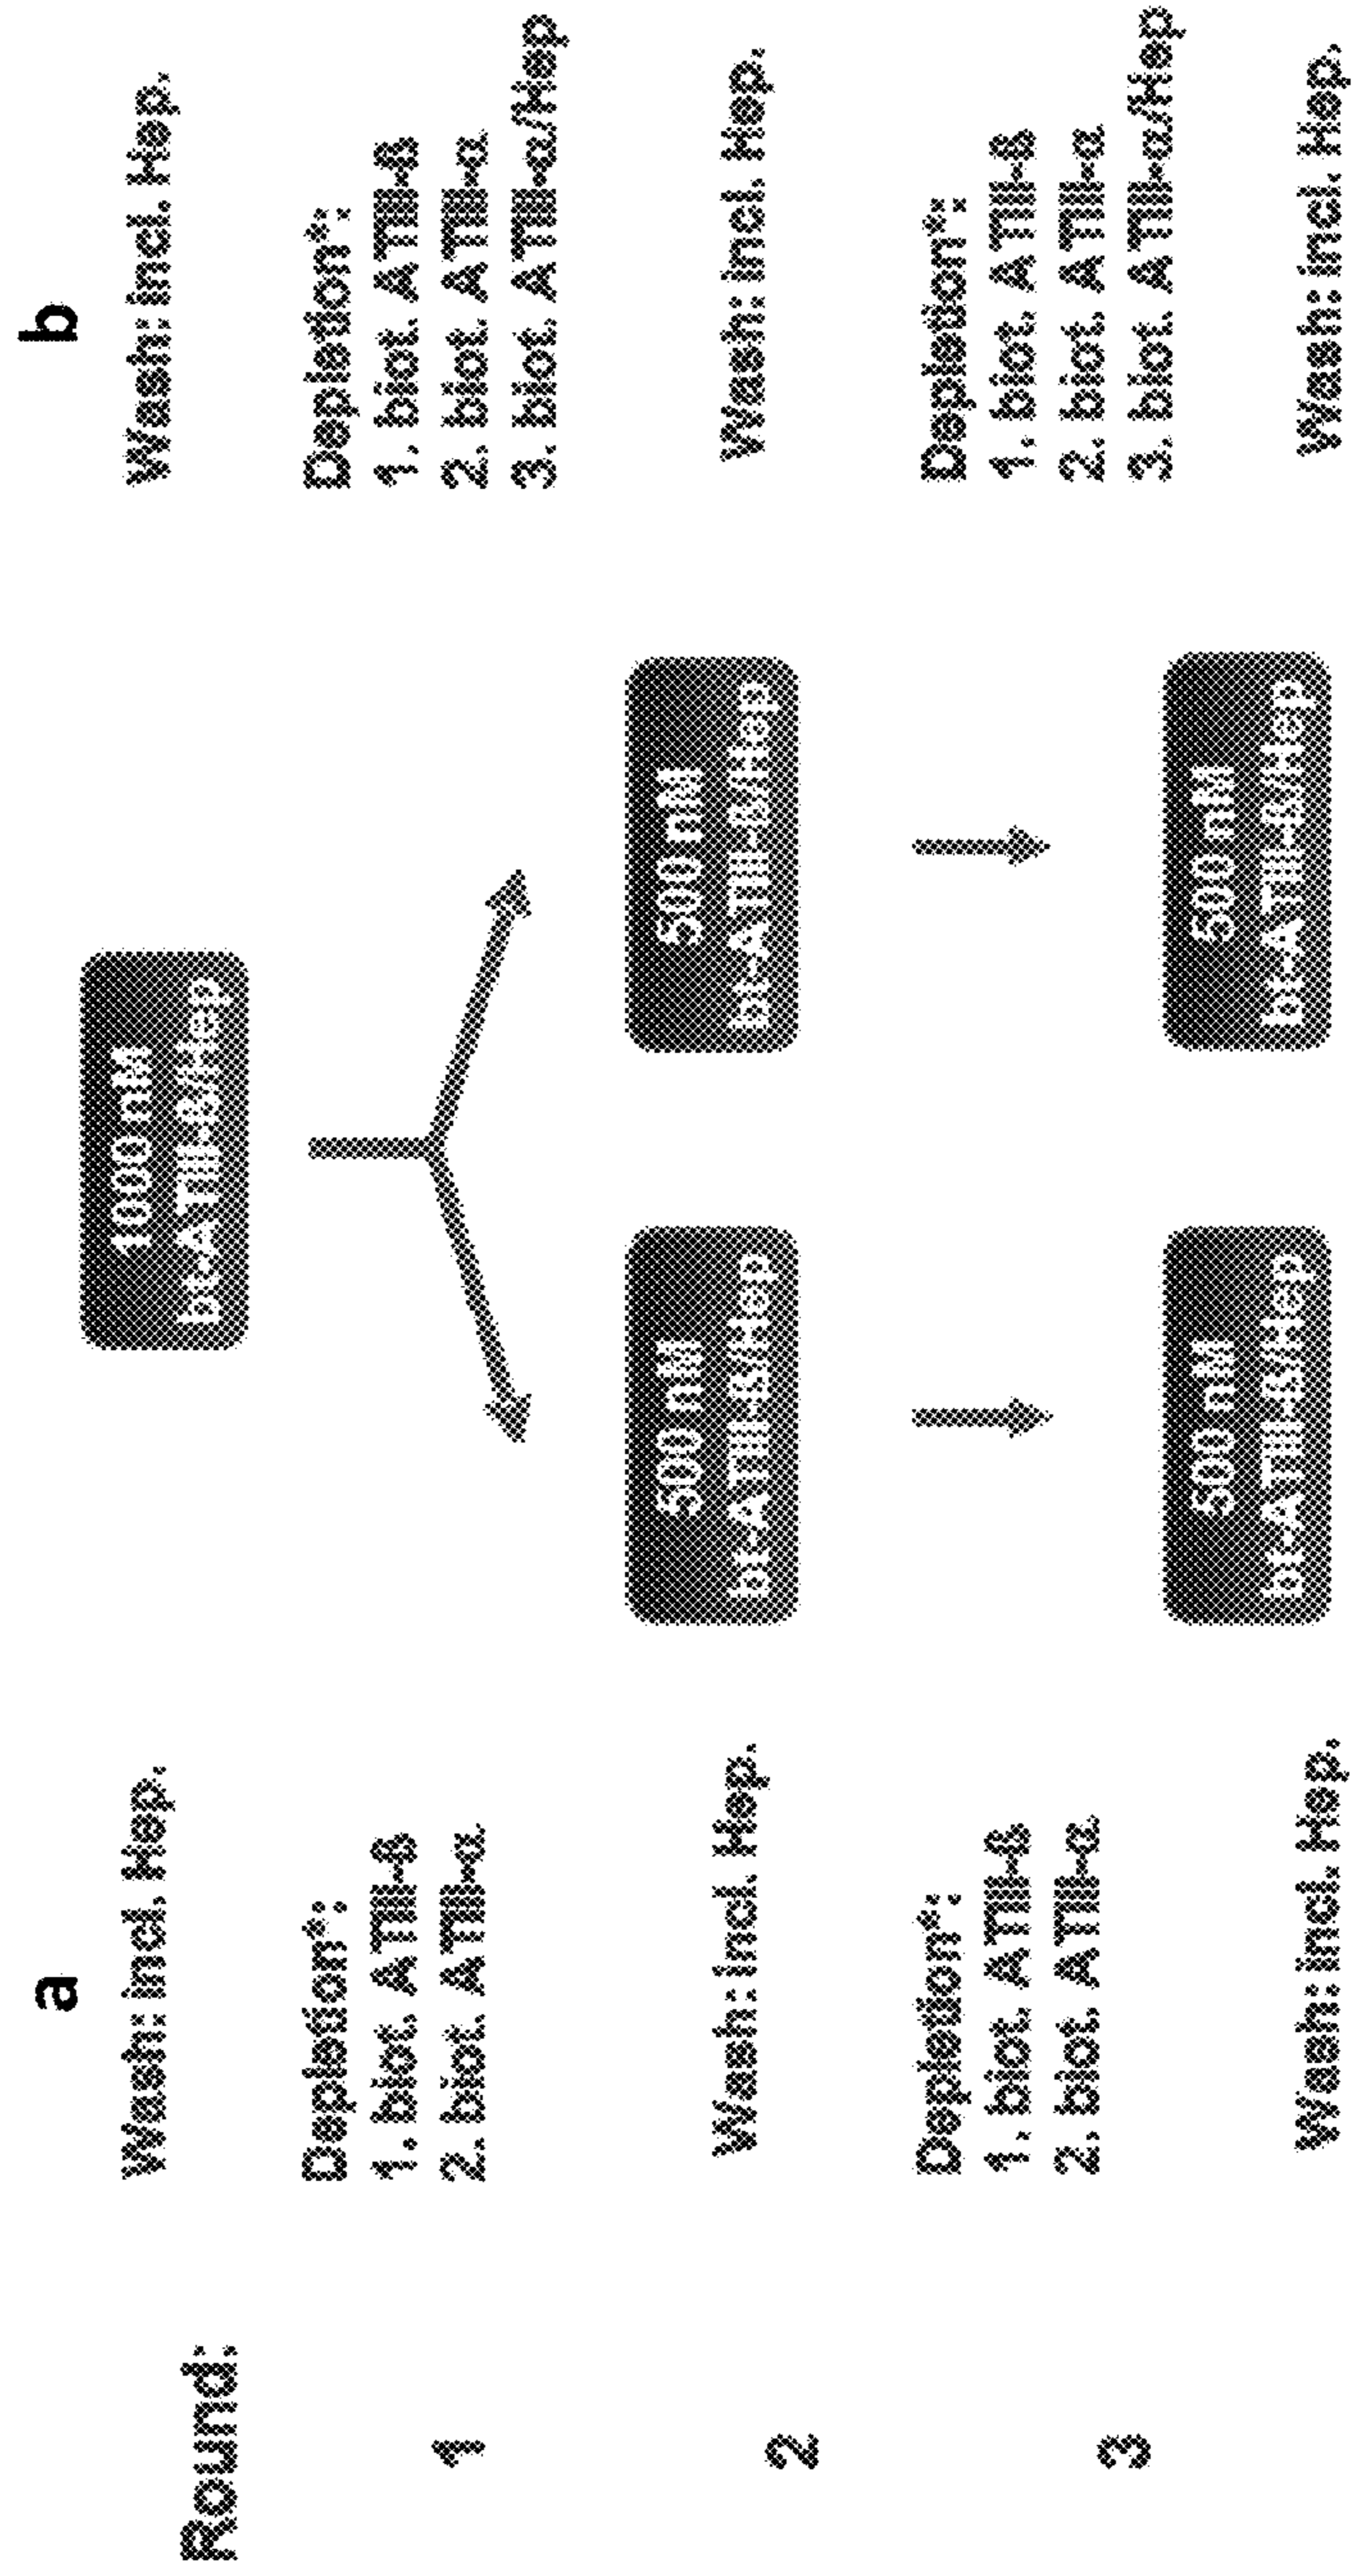 Round:
1
2
3
a
Wash: incl. Hep.
Depletion*:
1. biot. ATIII-ß
2. biot. ATIII-α
Wash: incl. Hep.
Depletion*:
1. biot. ATIII-ß
2. biot. ATIII-α
Wash: incl. Hep.
1000 nM
bt-ATIII-ß/Hep
500 nM
bt-ATIII-ß/Hep
500 nM
bt-ATIII-ß/Hep
500 nM
bt-ATIII-ß/Hep
500 nM
bt-ATIII-ß/Hep
b
Wash: incl. Hep.
Depletion*:
1. biot. ATIII-ß
2. biot. ATIII-α
3. biot. ATIII-α/Hep
Wash: incl. Hep.
Depletion*:
1. biot. ATIII-ß
2. biot. ATIII-α
3. biot. ATIII-α/Hep
Wash: incl. Hep.